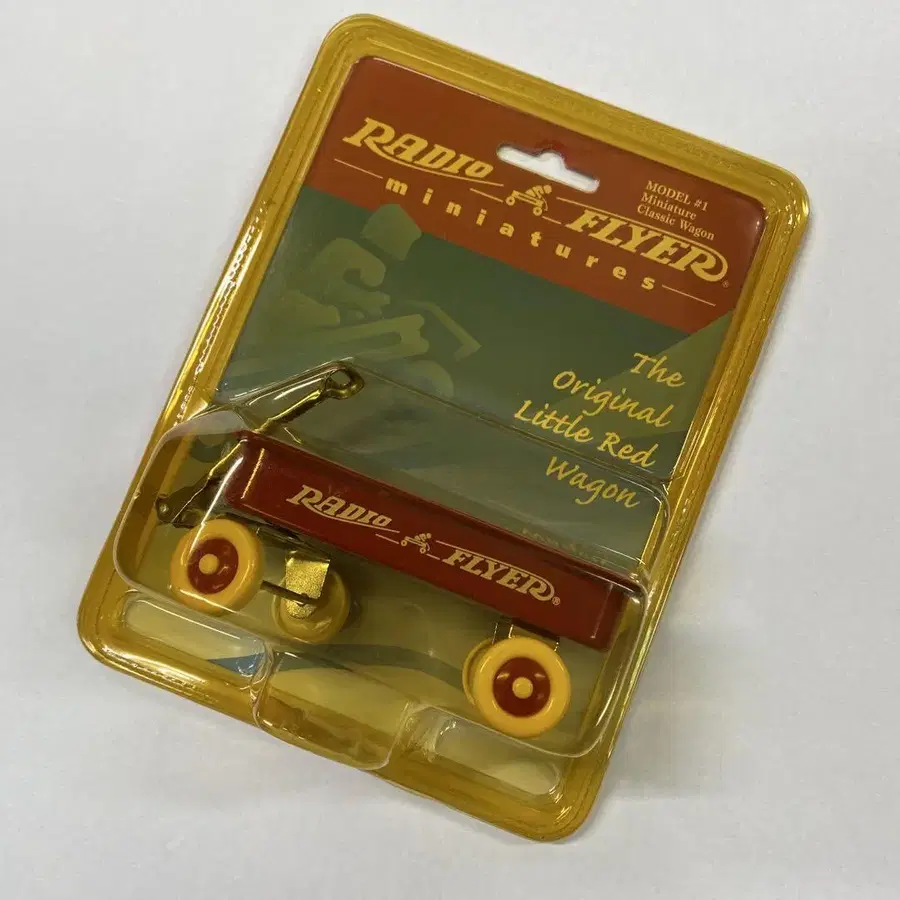 RADIO FLYER®
miniatures
MODEL #1
Miniature
Classic Wagon
The
Original
Little Red
Wagon
RADIO FLYER®